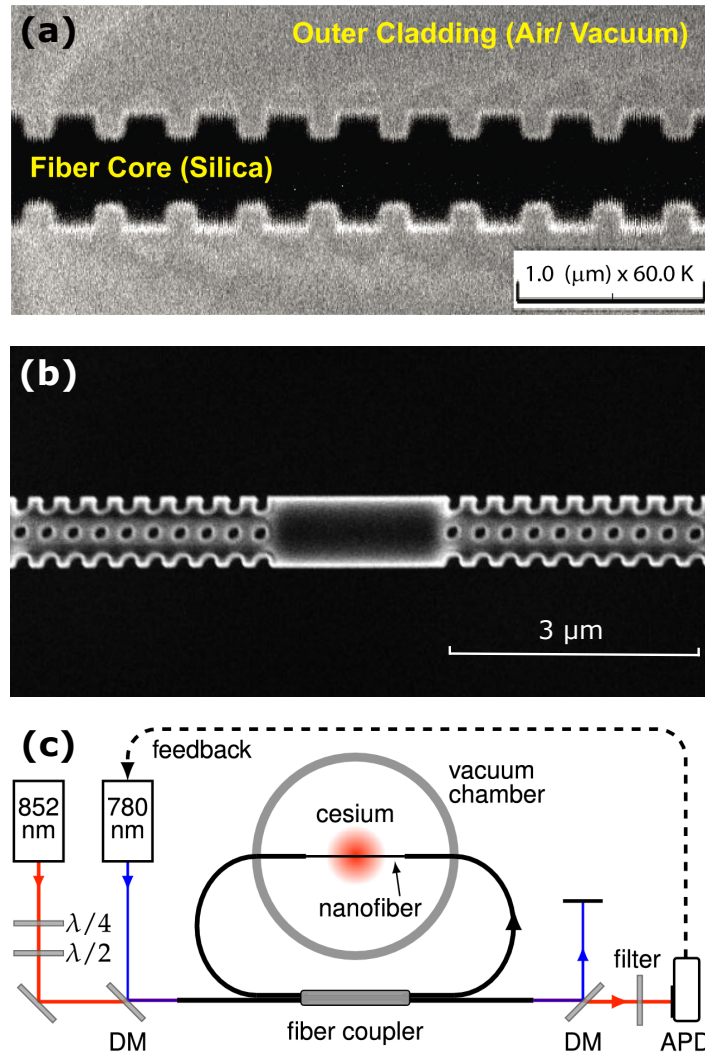 (a)
Outer Cladding (Air/ Vacuum)
Fiber Core (Silica)
1.0 (μm) x 60.0 K
(b)
3 μm
(c)
feedback
852
nm
780
nm
vacuum
chamber
cesium
nanofiber
λ/4
λ/2
filter
DM
fiber coupler
DM
APD